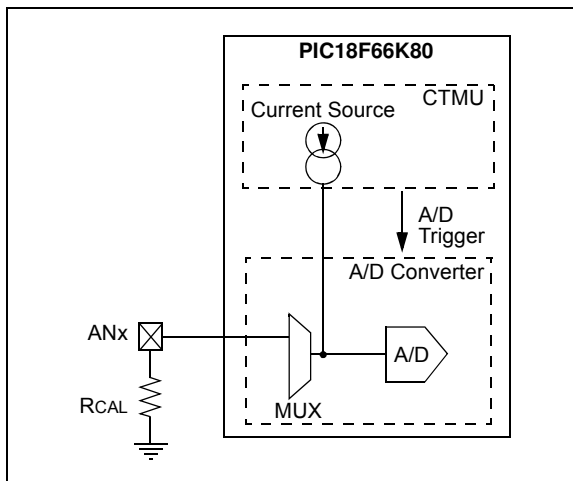 PIC18F66K80
CTMU
Current Source
A/D
Trigger
A/D Converter
ANx
A/D
RCAL
MUX